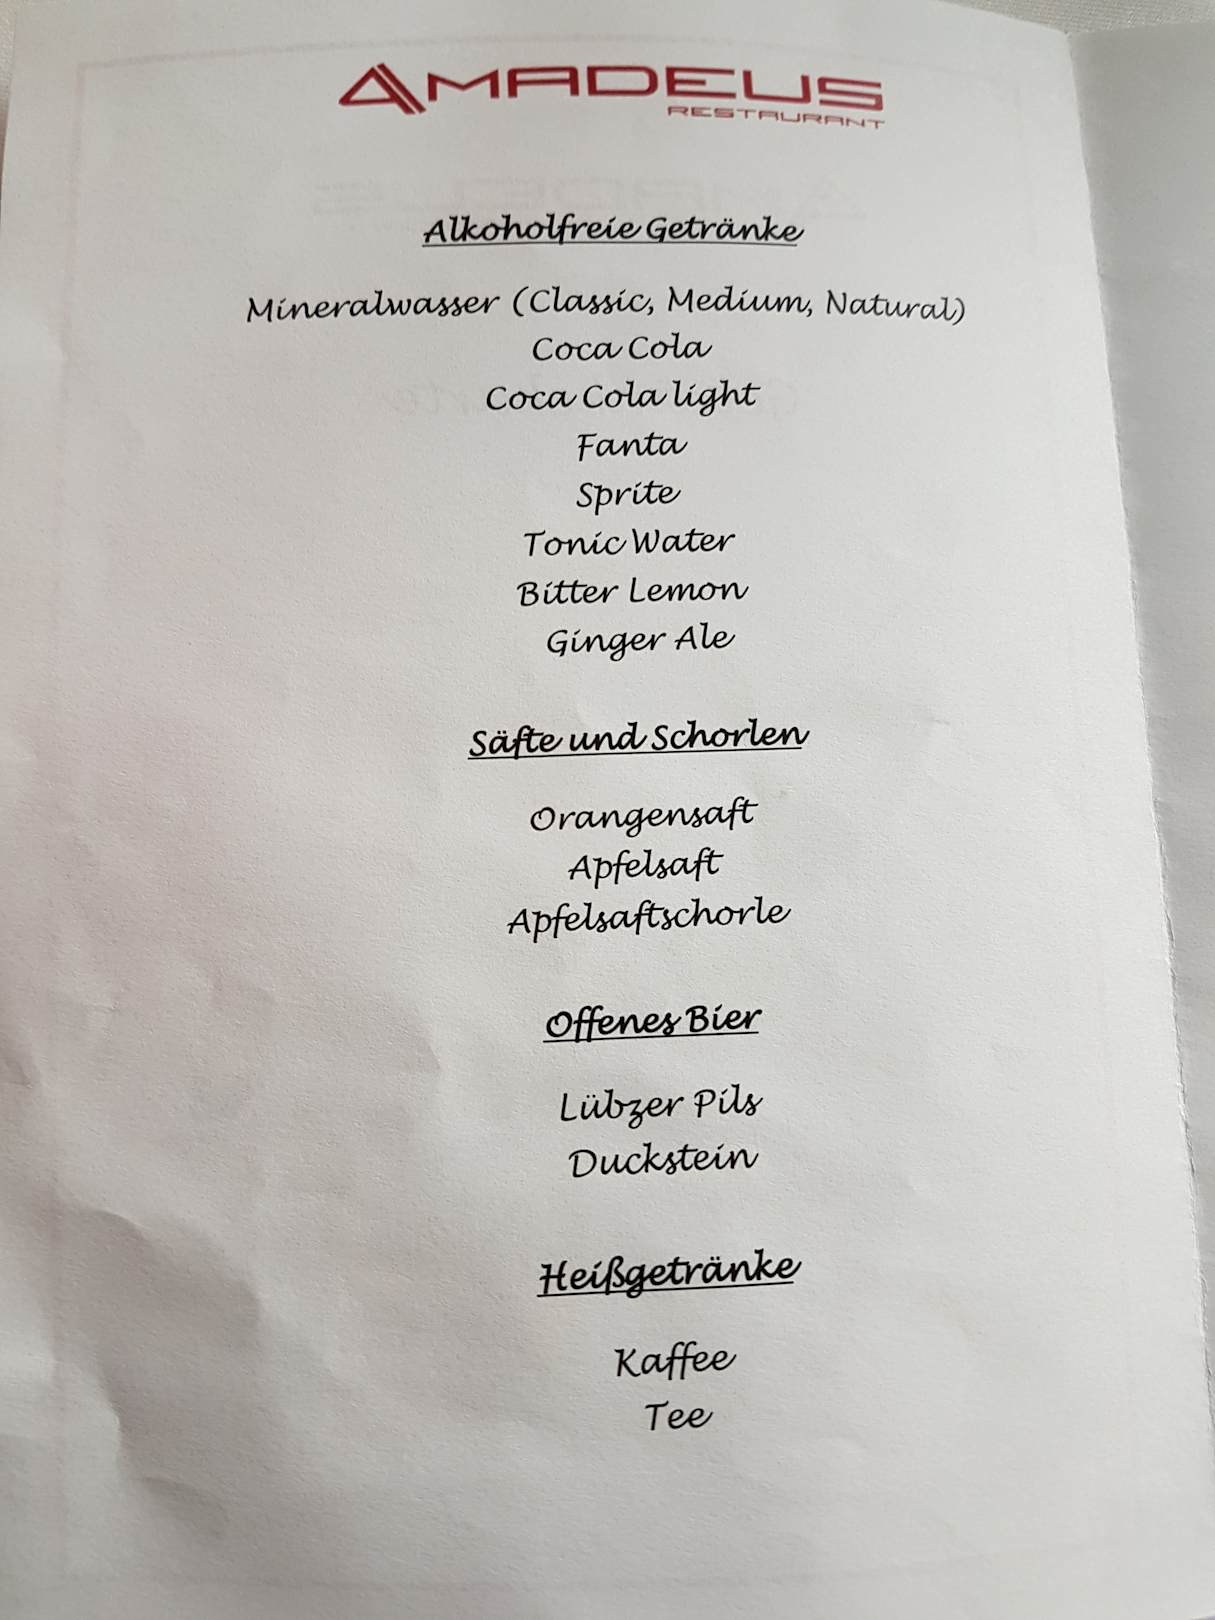 AMADEUS
RESTAURANT
Alkoholfreie Getränke
Mineralwasser (Classic, Medium, Natural)
Coca Cola
Coca Cola light
Fanta
Sprite
Tonic Water
Bitter Lemon
Ginger Ale
Säfte und Schorlen
Orangensaft
Apfelsaft
Apfelsaftschorle
Offenes Bier
Lübzer Pils
Duckstein
Heißgetränke
Kaffee
Tee